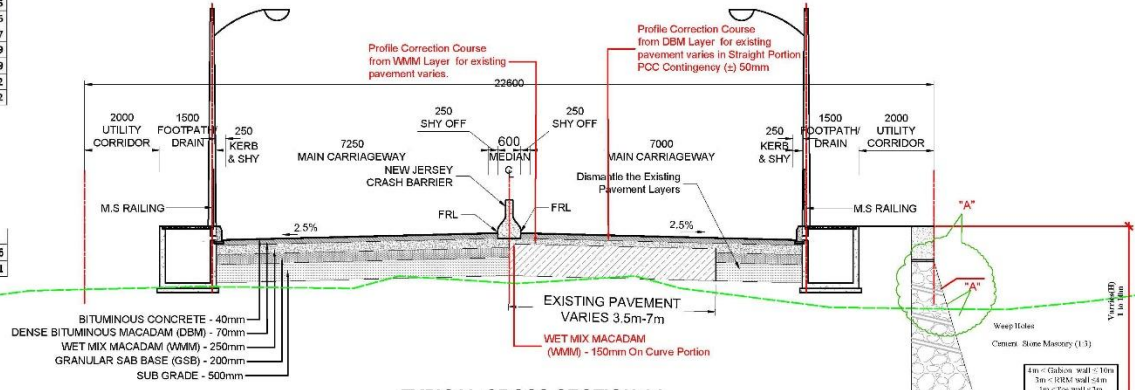 Profile Correction Course
from WMM Layer for existing
pavement varies.
Profile Correction Course
from DBM Layer for existing
pavement varies in Straight Portion
PCC Contingency (±) 50mm
22600
2000
UTILITY
CORRIDOR
1500
FOOTPATH/
DRAIN
250
KERB
& SHY
7250
MAIN CARRIAGEWAY
250
SHY OFF
600
MEDIAN
250
SHY OFF
7000
MAIN CARRIAGEWAY
250
KERB
& SHY
1500
FOOTPATH/
DRAIN
2000
UTILITY
CORRIDOR
NEW JERSEY
CRASH BARRIER
Dismantle the Existing
Pavement Layers
M.S RAILING
FRL
FRL
M.S RAILING
2.5%
2.5%
"A"
"A"
EXISTING PAVEMENT
VARIES 3.5m-7m
WET MIX MACADAM
(WMM) - 150mm On Curve Portion
BITUMINOUS CONCRETE - 40mm
DENSE BITUMINOUS MACADAM (DBM) - 70mm
WET MIX MACADAM (WMM) - 250mm
GRANULAR SAB BASE (GSB) - 200mm
SUB GRADE - 500mm
Weep Holes
Cement Stone Masonry (1:3)
Varries(H)
1 to 10m
4m < Gabion wall ≤ 10m
3m < RRM wall ≤4m